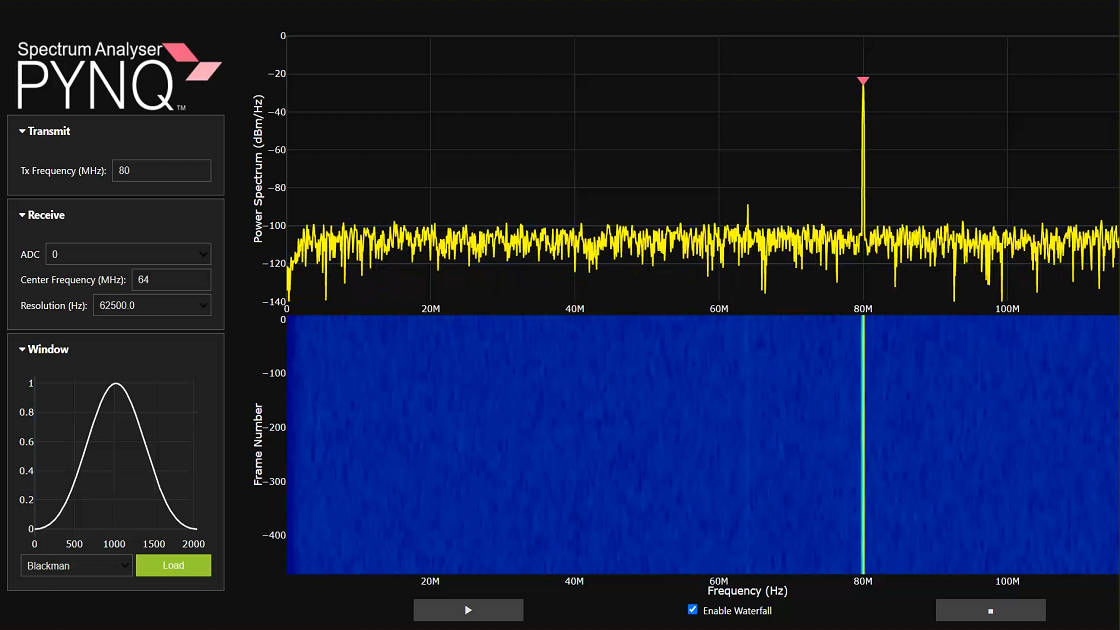 Spectrum Analyser
PYNQ™
Transmit
Tx Frequency (MHz): 80
Receive
ADC 0
Center Frequency (MHz): 64
Resolution (Hz): 62500.0
Window
1
0.8
0.6
0.4
0.2
0
0 500 1000 1500 2000
Blackman Load
Power Spectrum (dBm/Hz)
0
−20
−40
−60
−80
−100
−120
−140
0 20M 40M 60M 80M 100M
Frame Number
0
−100
−200
−300
−400
20M 40M 60M 80M 100M
Frequency (Hz)
Enable Waterfall